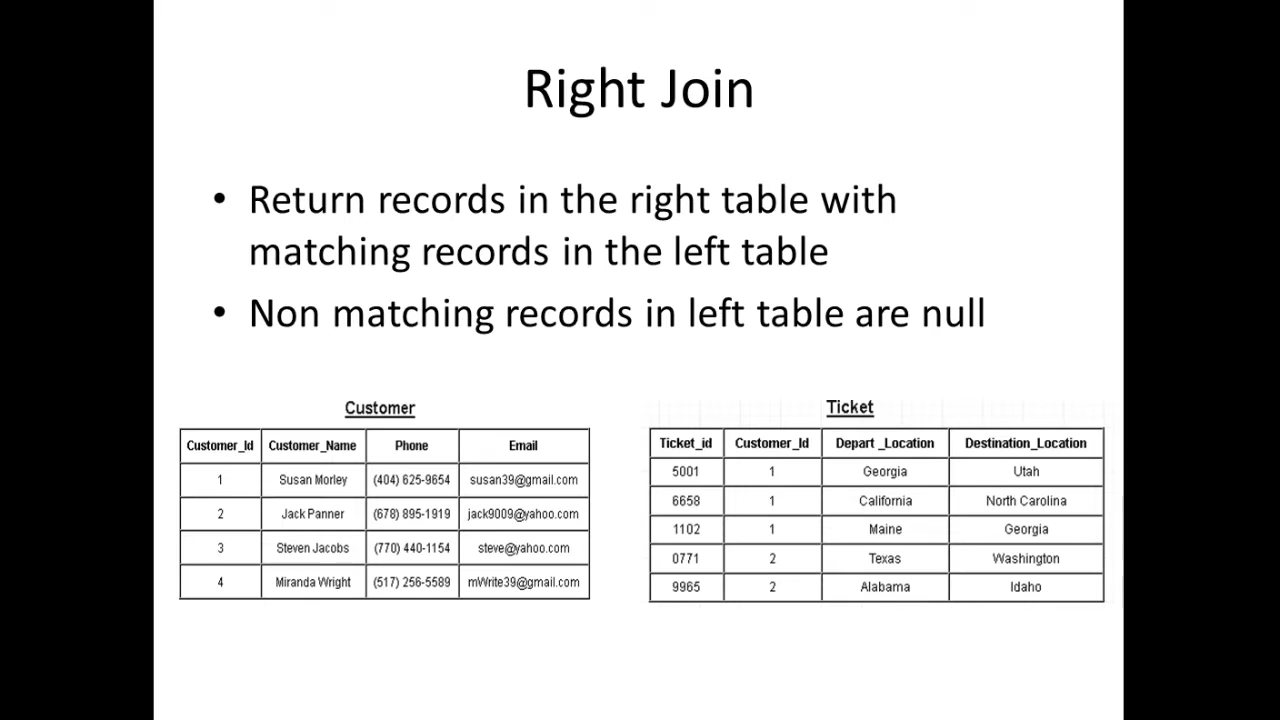 Right Join
• Return records in the right table with
matching records in the left table
• Non matching records in left table are null
Customer
Customer_Id Customer_Name Phone Email
1 Susan Morley (404) 625-9654 susan39@gmail.com
2 Jack Panner (678) 895-1919 jack9009@yahoo.com
3 Steven Jacobs (770) 440-1154 steve@yahoo.com
4 Miranda Wright (517) 256-5589 mWrite39@gmail.com
Ticket
Ticket_id Customer_Id Depart _Location Destination_Location
5001 1 Georgia Utah
6658 1 California North Carolina
1102 1 Maine Georgia
0771 2 Texas Washington
9965 2 Alabama Idaho